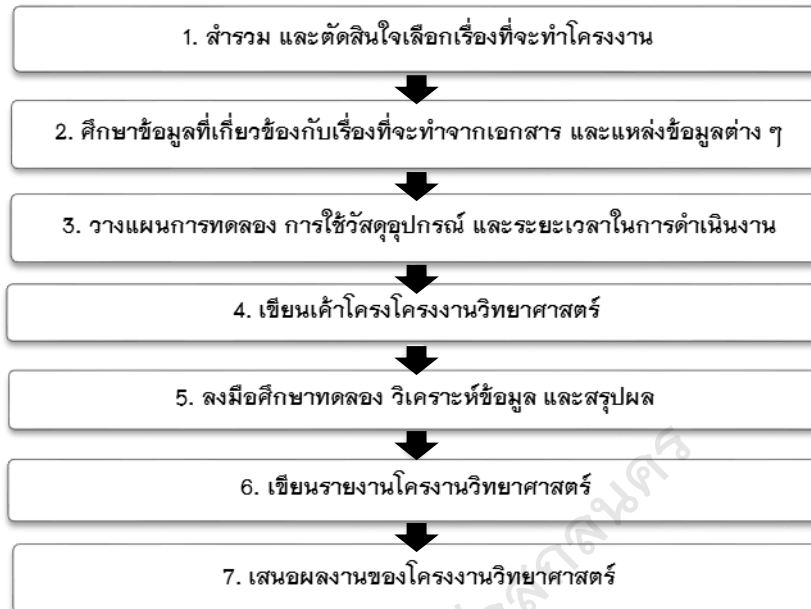 1. สำรวม และตัดสินใจเลือกเรื่องที่จะทำโครงงาน
2. ศึกษาข้อมูลที่เกี่ยวข้องกับเรื่องที่จะทำจากเอกสาร และแหล่งข้อมูลต่าง ๆ
3. วางแผนการทดลอง การใช้วัสดุอุปกรณ์ และระยะเวลาในการดำเนินงาน
4. เขียนเค้าโครงโครงงานวิทยาศาสตร์
5. ลงมือศึกษาทดลอง วิเคราะห์ข้อมูล และสรุปผล
6. เขียนรายงานโครงานวิทยาศาสตร์
7. เสนอผลงานของโครงงานวิทยาศาสตร์